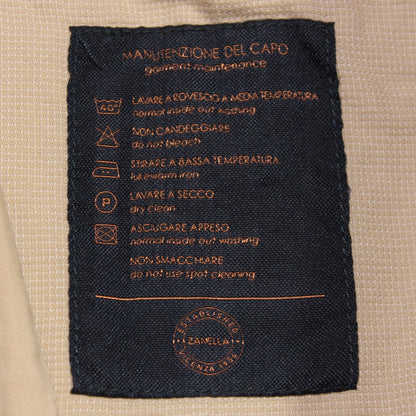 MANUTENZIONE DEL CAPO
garment maintenance
40°
LAVARE A ROVESCIO A MEDIA TEMPERATURA
normal inside out washing
NON CANDEGGIARE
do not bleach
STIRARE A BASSA TEMPERATURA
lukewarm iron
P
LAVARE A SECCO
dry clean
ASCIUGARE APPESO
normal inside out washing
NON SMACCHIARE
do not use spot cleaning
ESTABLISHED
ZANELLA
VICENZA